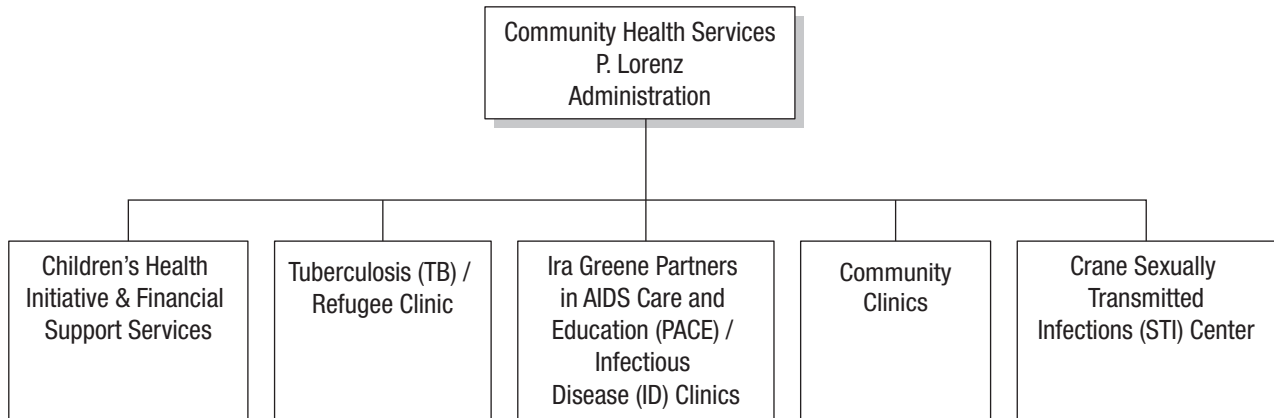 Community Health Services
P. Lorenz
Administration
Children’s Health
Initiative & Financial
Support Services
Tuberculosis (TB) /
Refugee Clinic
Ira Greene Partners
in AIDS Care and
Education (PACE) /
Infectious
Disease (ID) Clinics
Community
Clinics
Crane Sexually
Transmitted
Infections (STI) Center